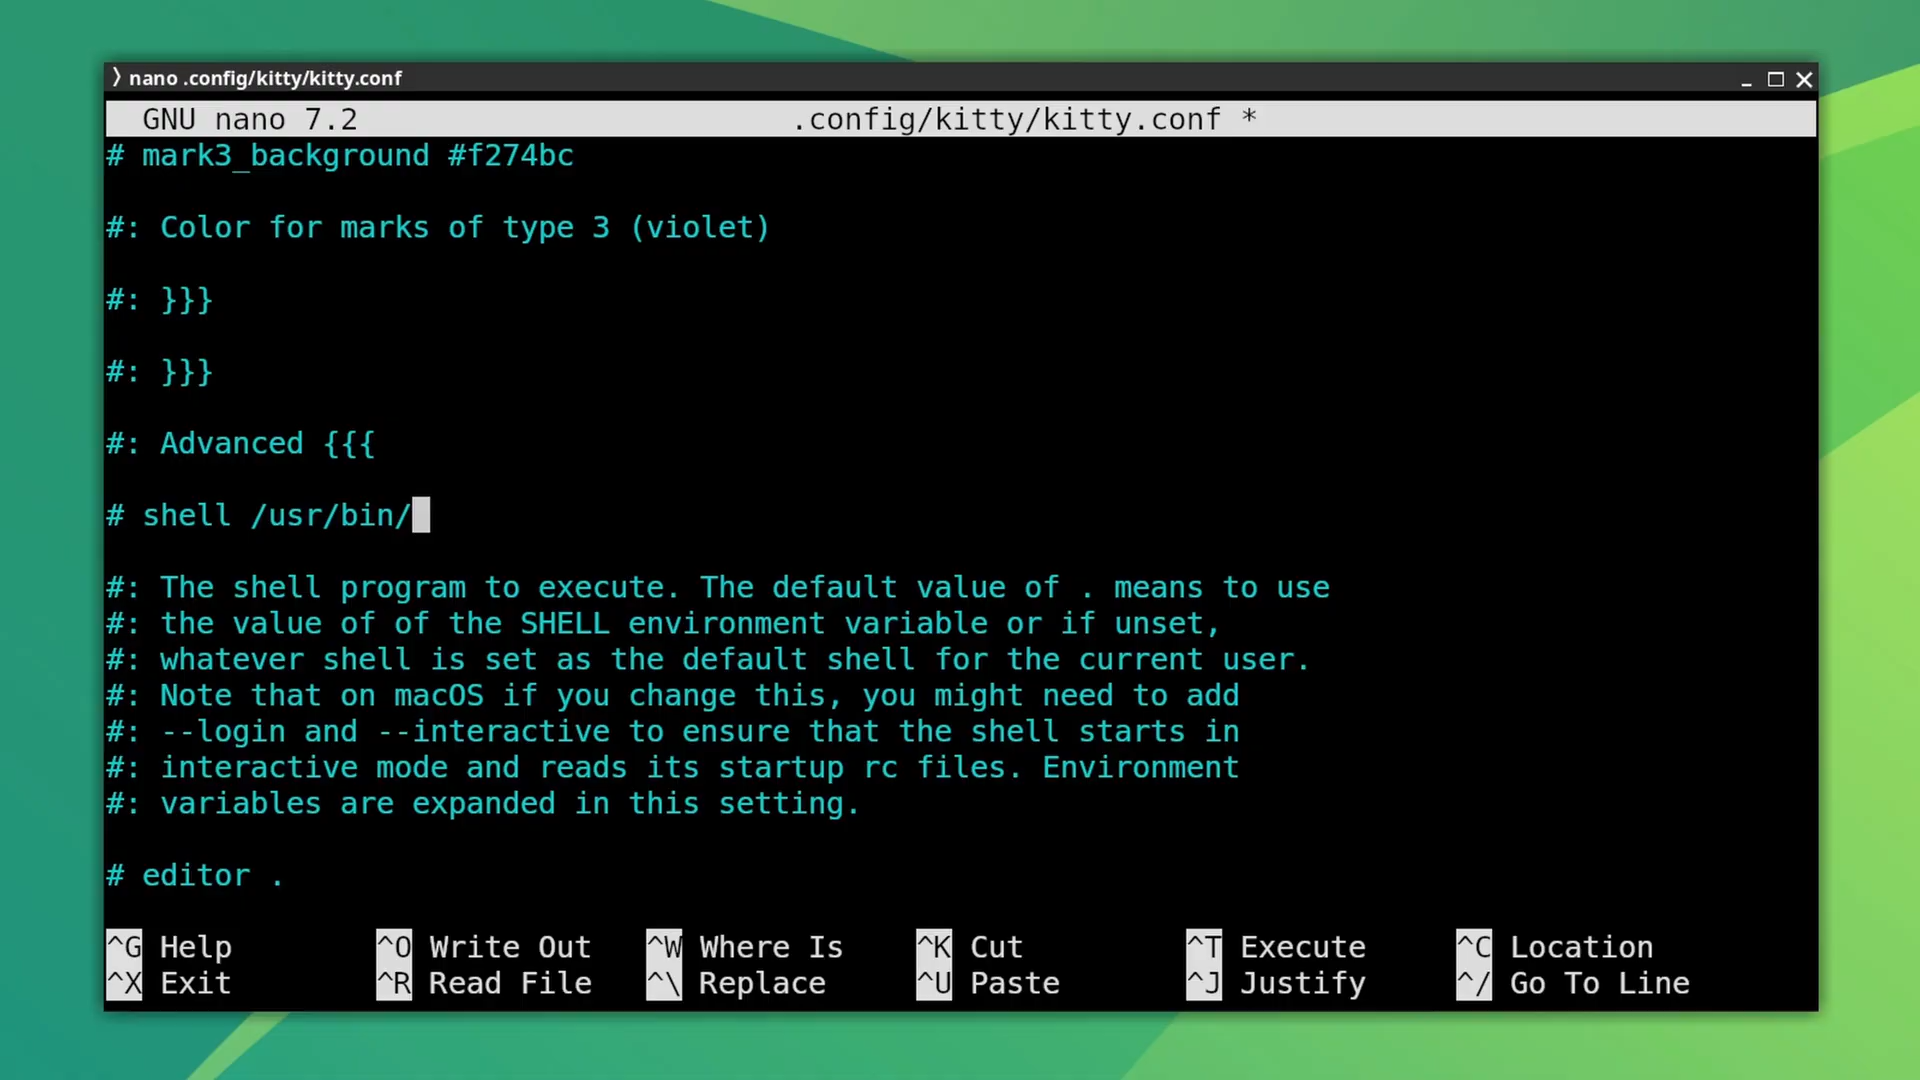 nano .config/kitty/kitty.conf
GNU nano 7.2 .config/kitty/kitty.conf *
# mark3_background #f274bc
#: Color for marks of type 3 (violet)
#: }}}
#: }}}
#: Advanced {{{
# shell /usr/bin/
#: The shell program to execute. The default value of . means to use
#: the value of of the SHELL environment variable or if unset,
#: whatever shell is set as the default shell for the current user.
#: Note that on macOS if you change this, you might need to add
#: --login and --interactive to ensure that the shell starts in
#: interactive mode and reads its startup rc files. Environment
#: variables are expanded in this setting.
# editor .
^G Help ^O Write Out ^W Where Is ^K Cut ^T Execute ^C Location
^X Exit ^R Read File ^\ Replace ^U Paste ^J Justify ^/ Go To Line